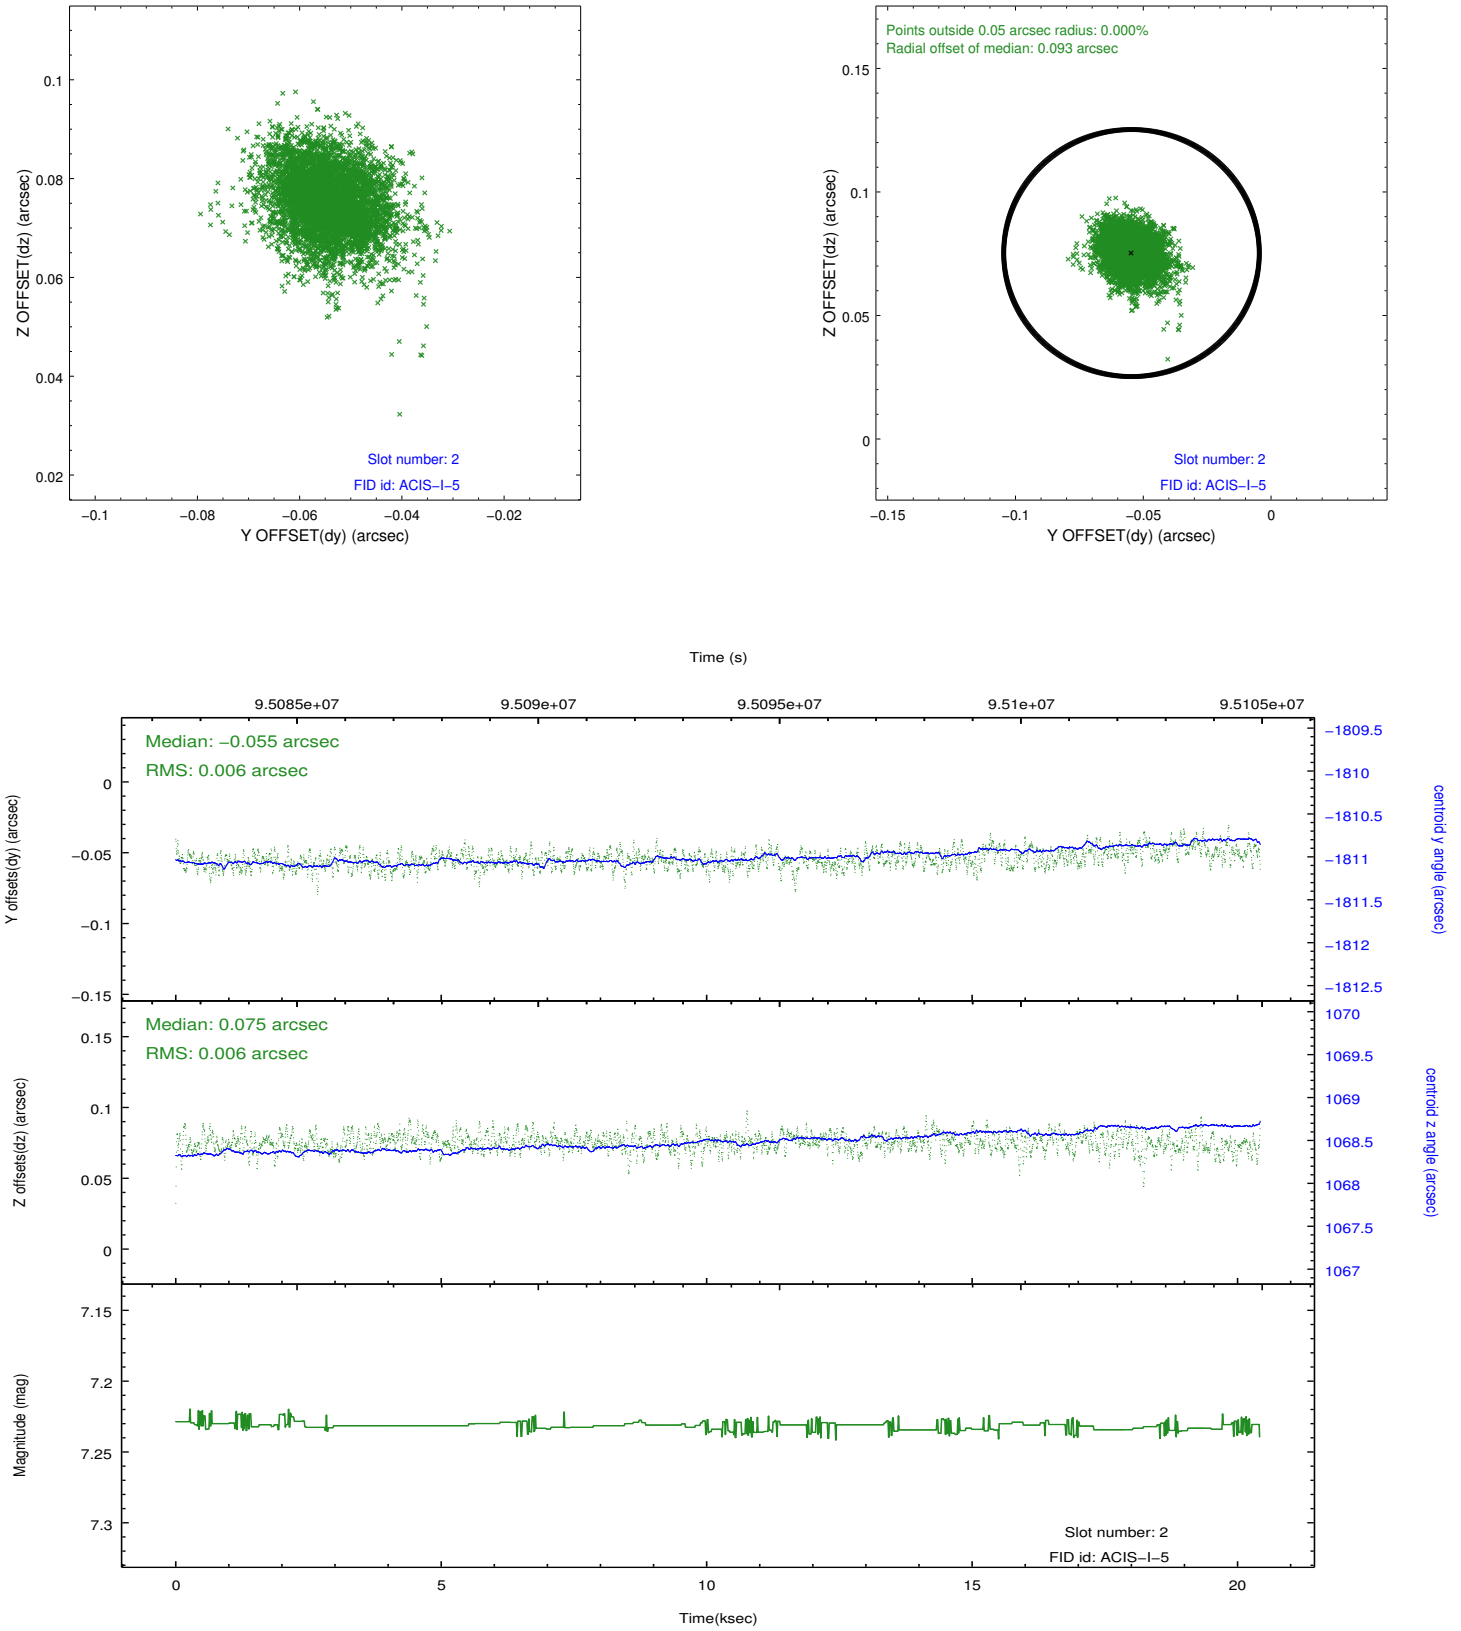 0.1
0.08
0.06
0.04
0.02
Z OFFSET(dz) (arcsec)
Slot number: 2
FID id: ACIS−I−5
−0.1 −0.08 −0.06 −0.04 −0.02
Y OFFSET(dy) (arcsec)
Points outside 0.05 arcsec radius: 0.000%
Radial offset of median: 0.093 arcsec
0.15
0.1
0.05
0
Z OFFSET(dz) (arcsec)
Slot number: 2
FID id: ACIS−I−5
−0.15 −0.1 −0.05 0
Y OFFSET(dy) (arcsec)
Time (s)
9.5085e+07 9.509e+07 9.5095e+07 9.51e+07 9.5105e+07
Median: −0.055 arcsec
RMS: 0.006 arcsec
0
−0.05
−0.1
−0.15
Y offsets(dy) (arcsec)
−1809.5
−1810
−1810.5
−1811
−1811.5
−1812
−1812.5
centroid y angle (arcsec)
Median: 0.075 arcsec
RMS: 0.006 arcsec
0.15
0.1
0.05
0
Z offsets(dz) (arcsec)
1070
1069.5
1069
1068.5
1068
1067.5
1067
centroid z angle (arcsec)
7.15
7.2
7.25
7.3
Magnitude (mag)
Slot number: 2
FID id: ACIS−I−5
0 5 10 15 20
Time(ksec)